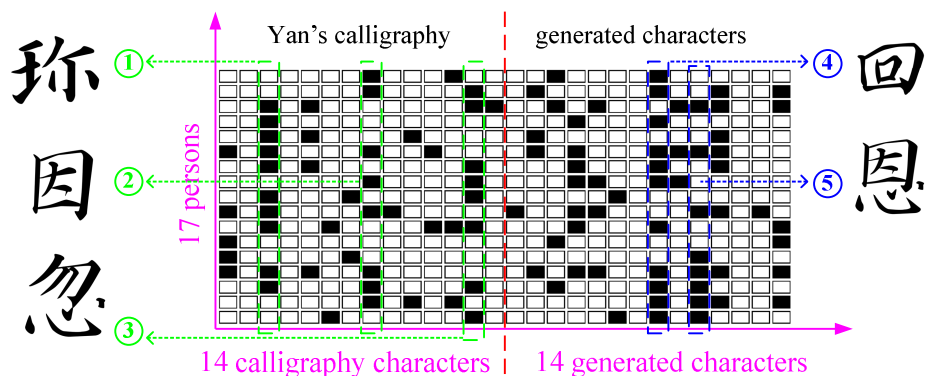 Yan's calligraphy
generated characters
①
④
珎
回
②
⑤
因
恩
17 persons
忽
③
14 calligraphy characters
14 generated characters